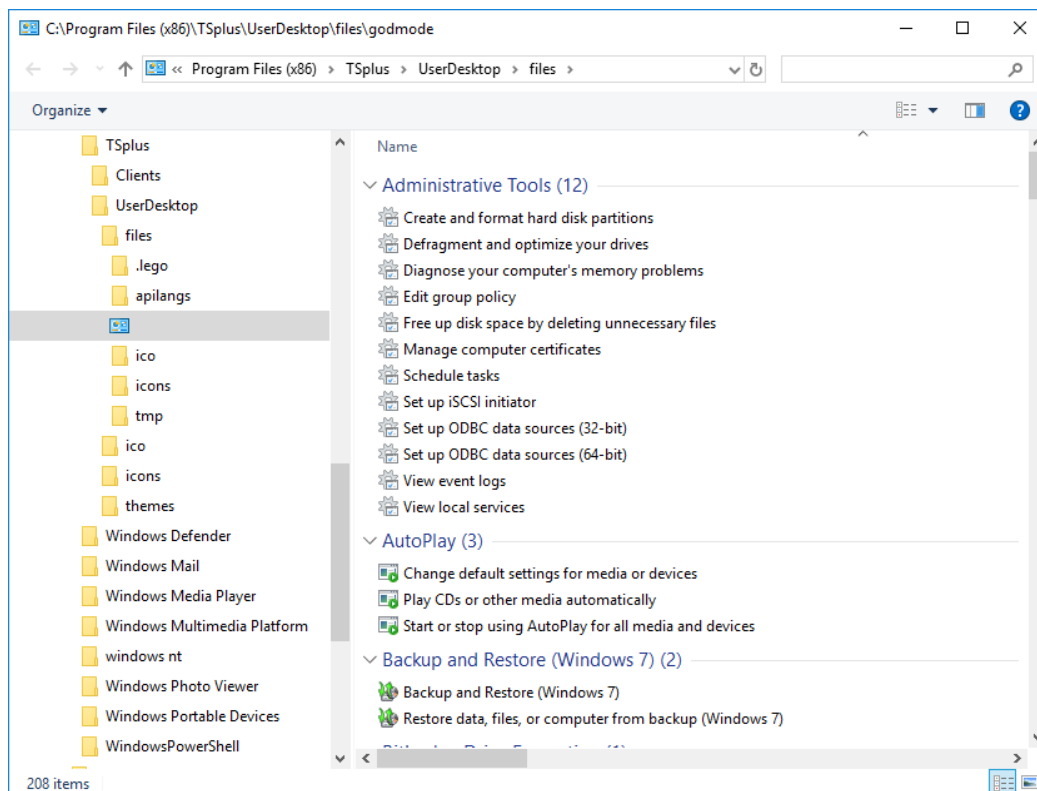 C:\Program Files (x86)\TSplus\UserDesktop\files\godmode
« Program Files (x86) › TSplus › UserDesktop › files ›
Organize
TSplus
Clients
UserDesktop
files
.lego
apilangs
ico
icons
tmp
ico
icons
themes
Windows Defender
Windows Mail
Windows Media Player
Windows Multimedia Platform
windows nt
Windows Photo Viewer
Windows Portable Devices
WindowsPowerShell
Name
Administrative Tools (12)
Create and format hard disk partitions
Defragment and optimize your drives
Diagnose your computer's memory problems
Edit group policy
Free up disk space by deleting unnecessary files
Manage computer certificates
Schedule tasks
Set up iSCSI initiator
Set up ODBC data sources (32-bit)
Set up ODBC data sources (64-bit)
View event logs
View local services
AutoPlay (3)
Change default settings for media or devices
Play CDs or other media automatically
Start or stop using AutoPlay for all media and devices
Backup and Restore (Windows 7) (2)
Backup and Restore (Windows 7)
Restore data, files, or computer from backup (Windows 7)
208 items